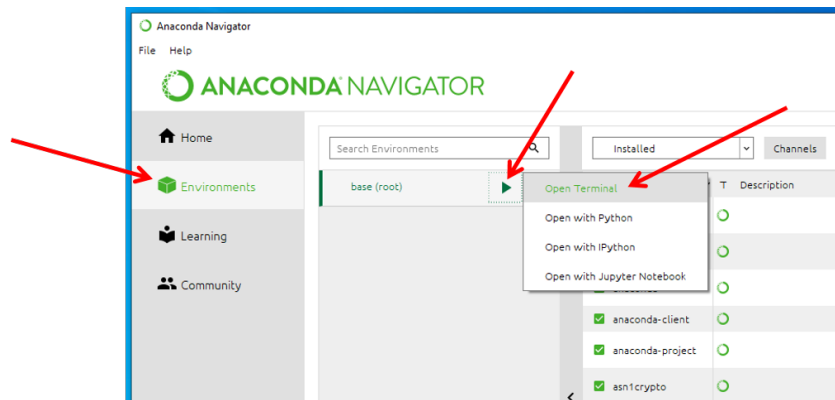 Anaconda Navigator
File Help
ANACONDA NAVIGATOR
Home
Environments
Learning
Community
Search Environments
base (root)
Open Terminal
Open with Python
Open with IPython
Open with Jupyter Notebook
Installed
Channels
T Description
anaconda-client
anaconda-project
asn1crypto